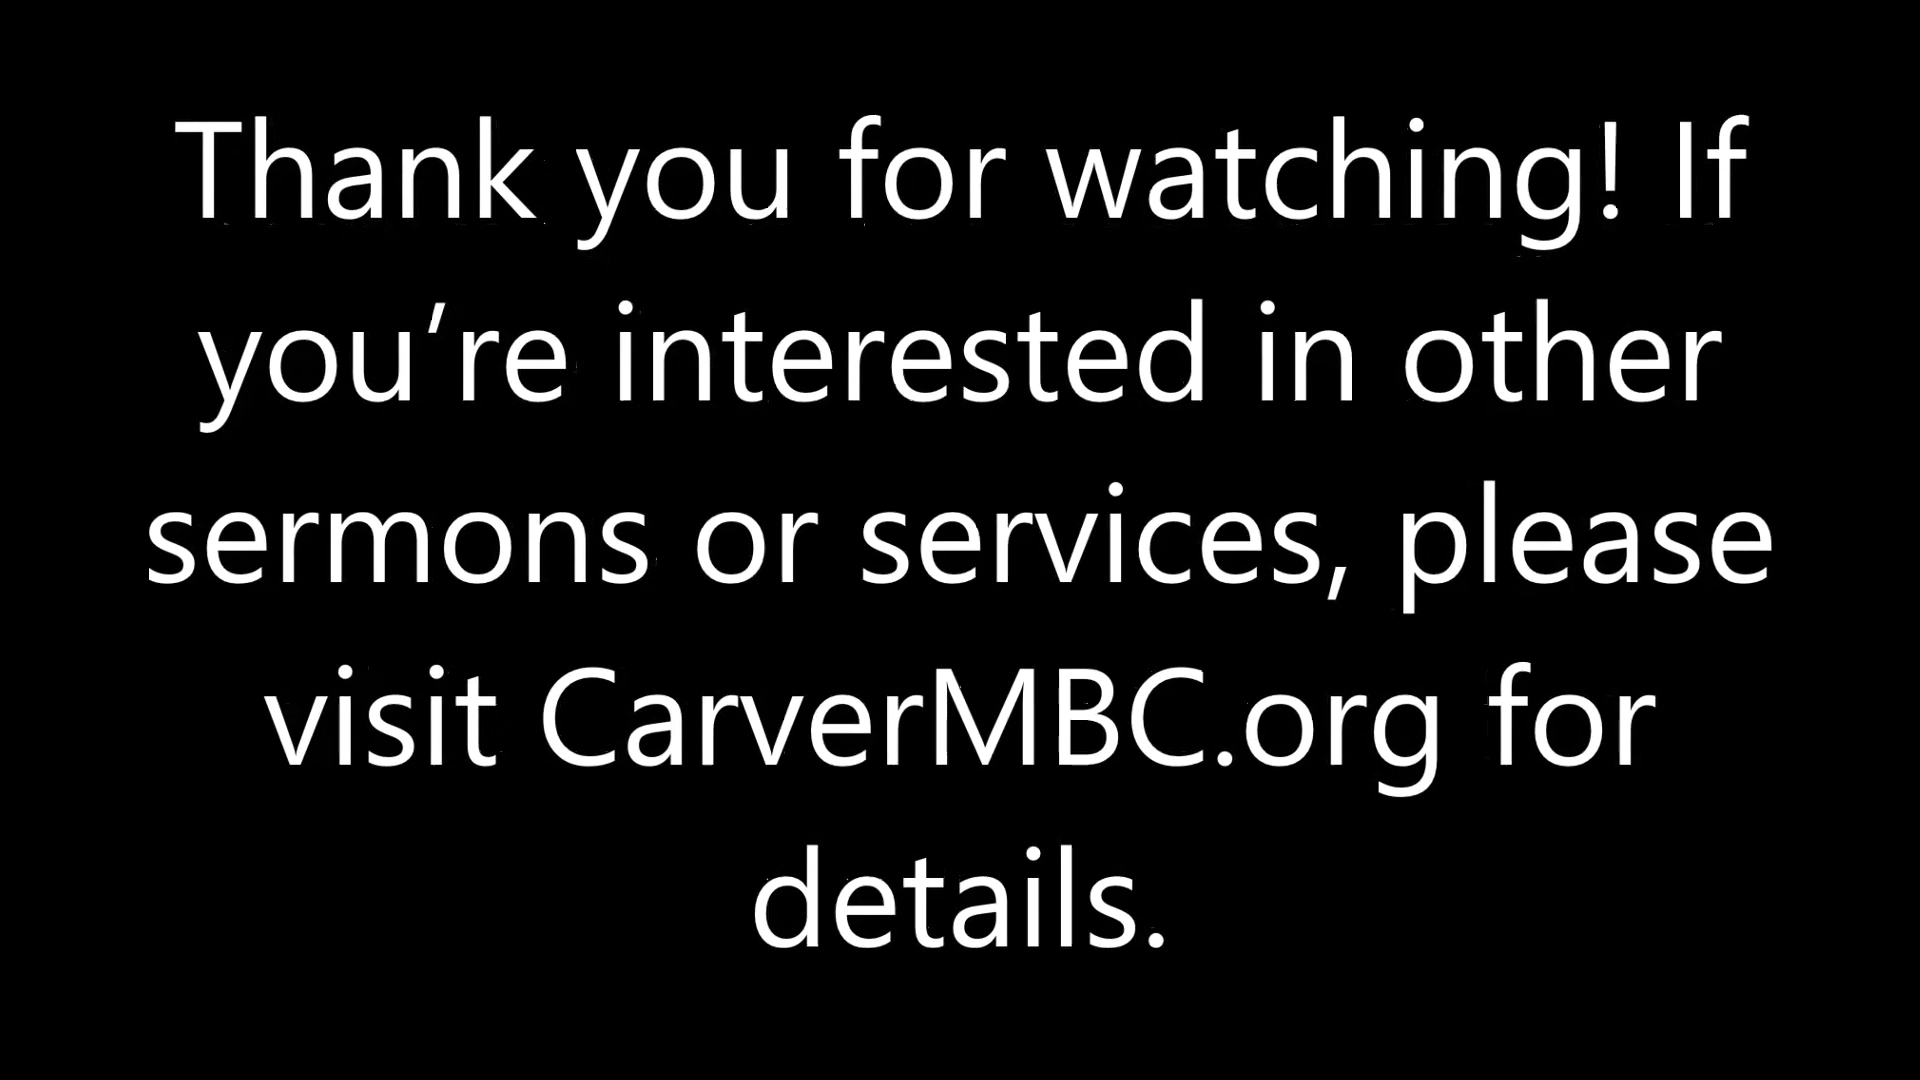 Thank you for watching! If
you’re interested in other
sermons or services, please
visit CarverMBC.org for
details.